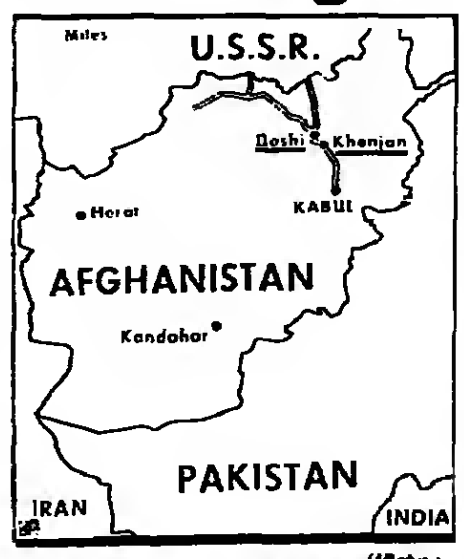 Miles
U.S.S.R.
Doshi Khenjan
KABUL
Herat
AFGHANISTAN
Kandahar
PAKISTAN
IRAN
INDIA